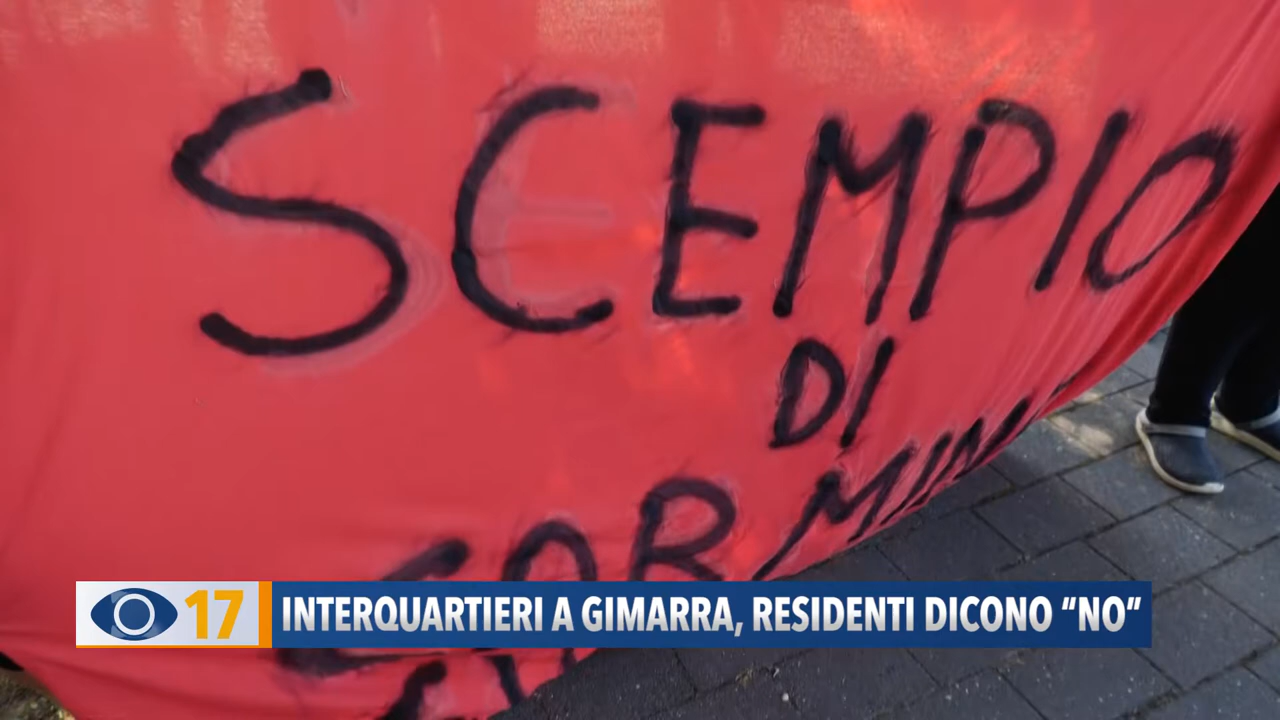 SCEMPIO
DI
17 INTERQUARTIERI A GIMARRA, RESIDENTI DICONO “NO”